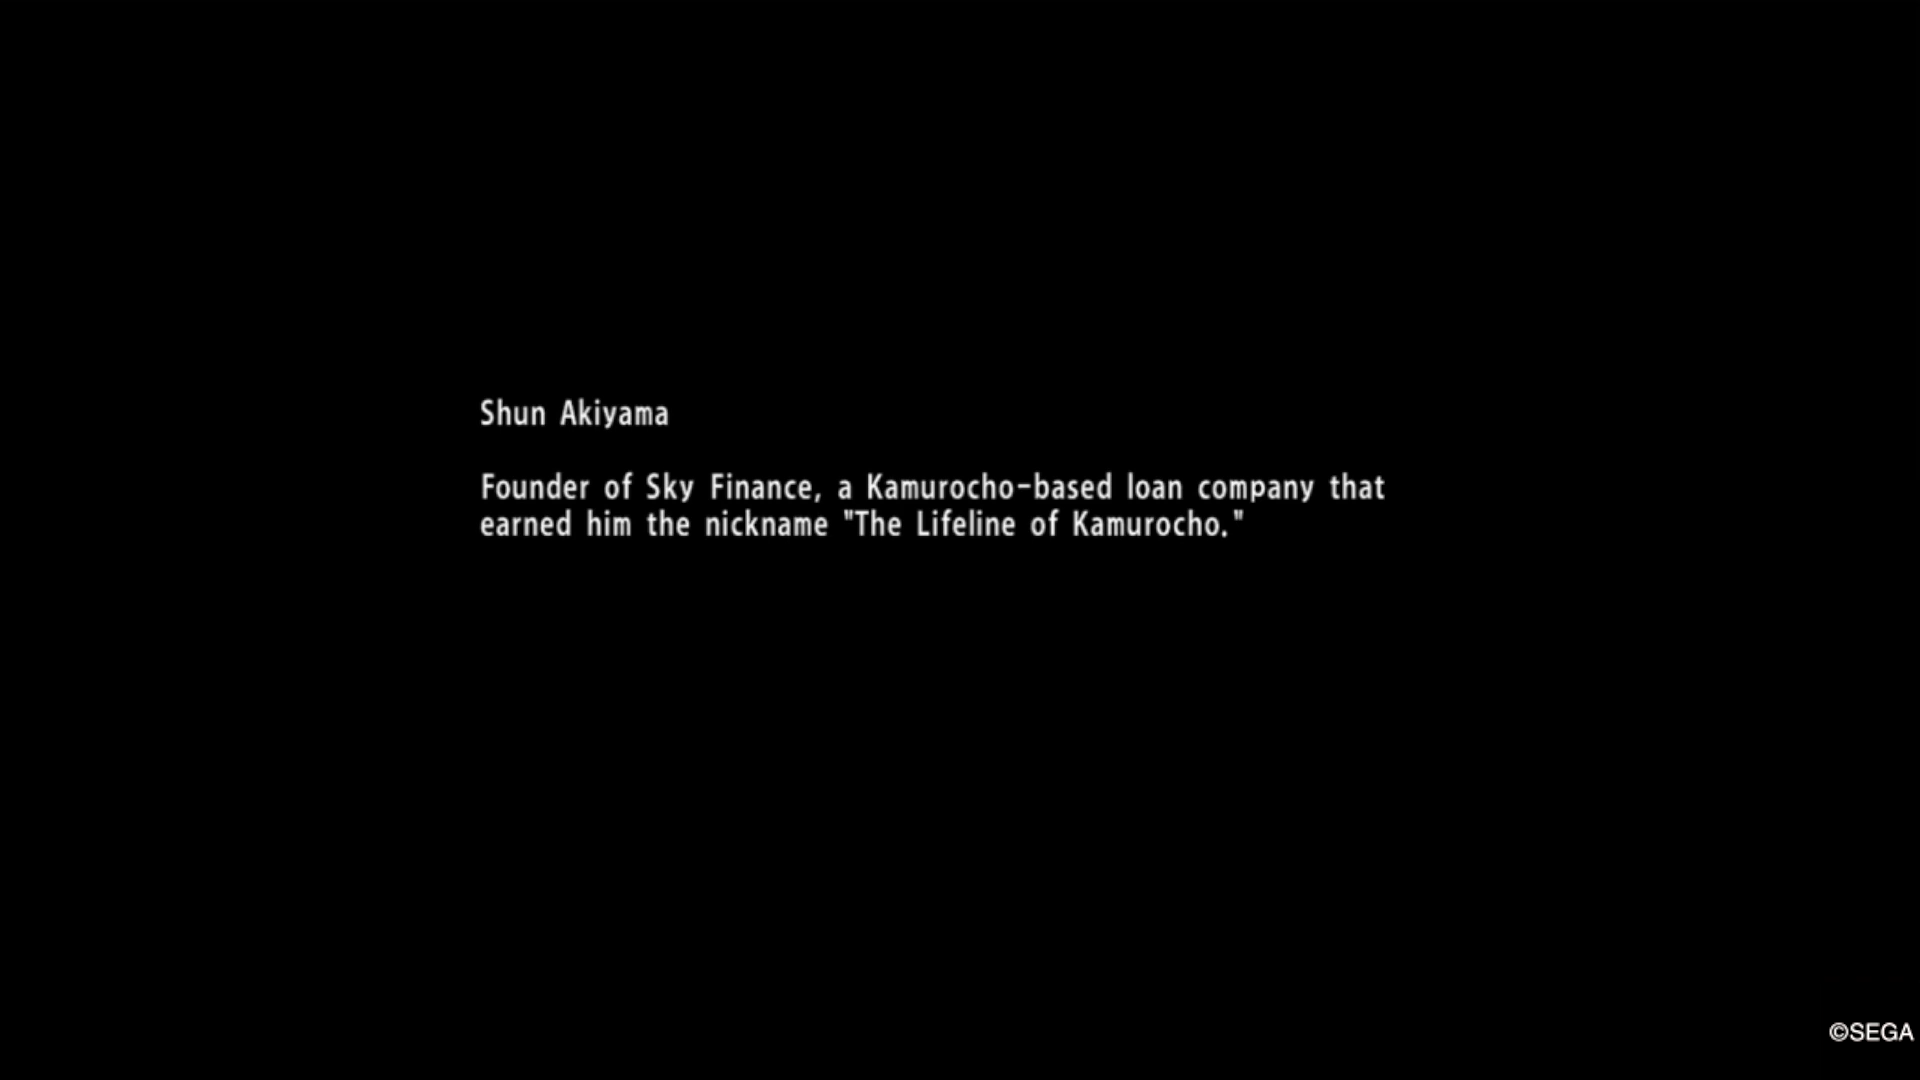 Shun Akiyama
Founder of Sky Finance, a Kamurocho-based loan company that
earned him the nickname "The Lifeline of Kamurocho."
©SEGA